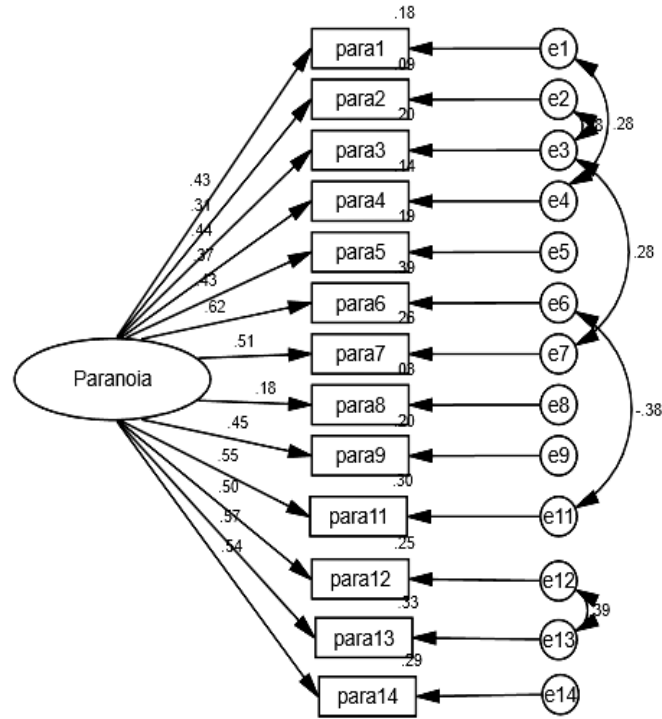 .18
para1
e1
.09
para2
e2
.28
.20
para3
e3
.14
.43
para4
e4
.31
.19
.44
para5
e5
.28
.37
.39
.43
para6
e6
.62
.26
.51
para7
e7
Paranoia
.03
.18
para8
e8
-.38
.20
.45
para9
e9
.55
.30
.50
para11
e11
.57
.25
.54
para12
e12
.33
.39
para13
e13
.29
para14
e14